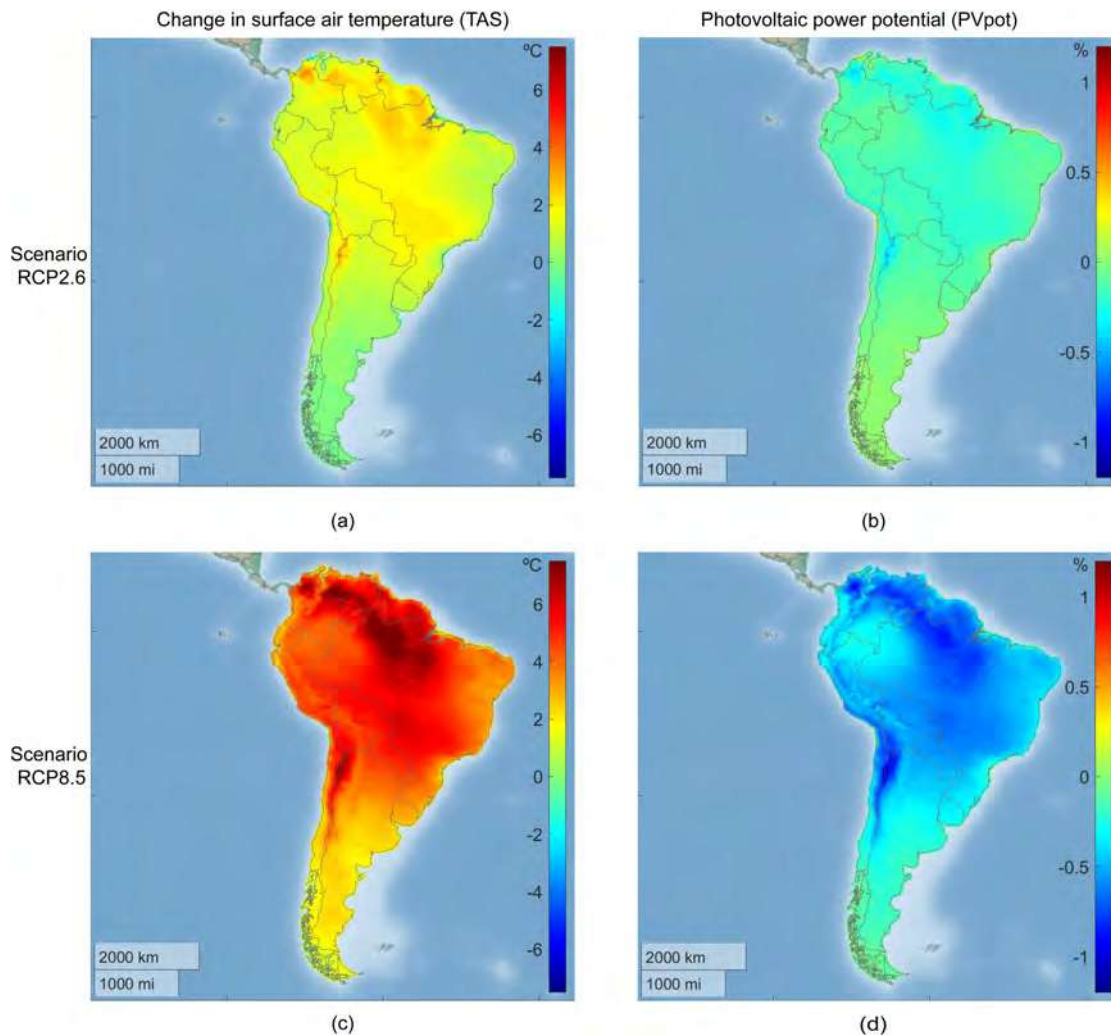 Change in surface air temperature (TAS)
Photovoltaic power potential (PVpot)
Scenario
RCP2.6
ºC
6
4
2
0
-2
-4
-6
2000 km
1000 mi
(a)
%
1
0.5
0
-0.5
-1
2000 km
1000 mi
(b)
Scenario
RCP8.5
ºC
6
4
2
0
-2
-4
-6
2000 km
1000 mi
(c)
%
1
0.5
0
-0.5
-1
2000 km
1000 mi
(d)